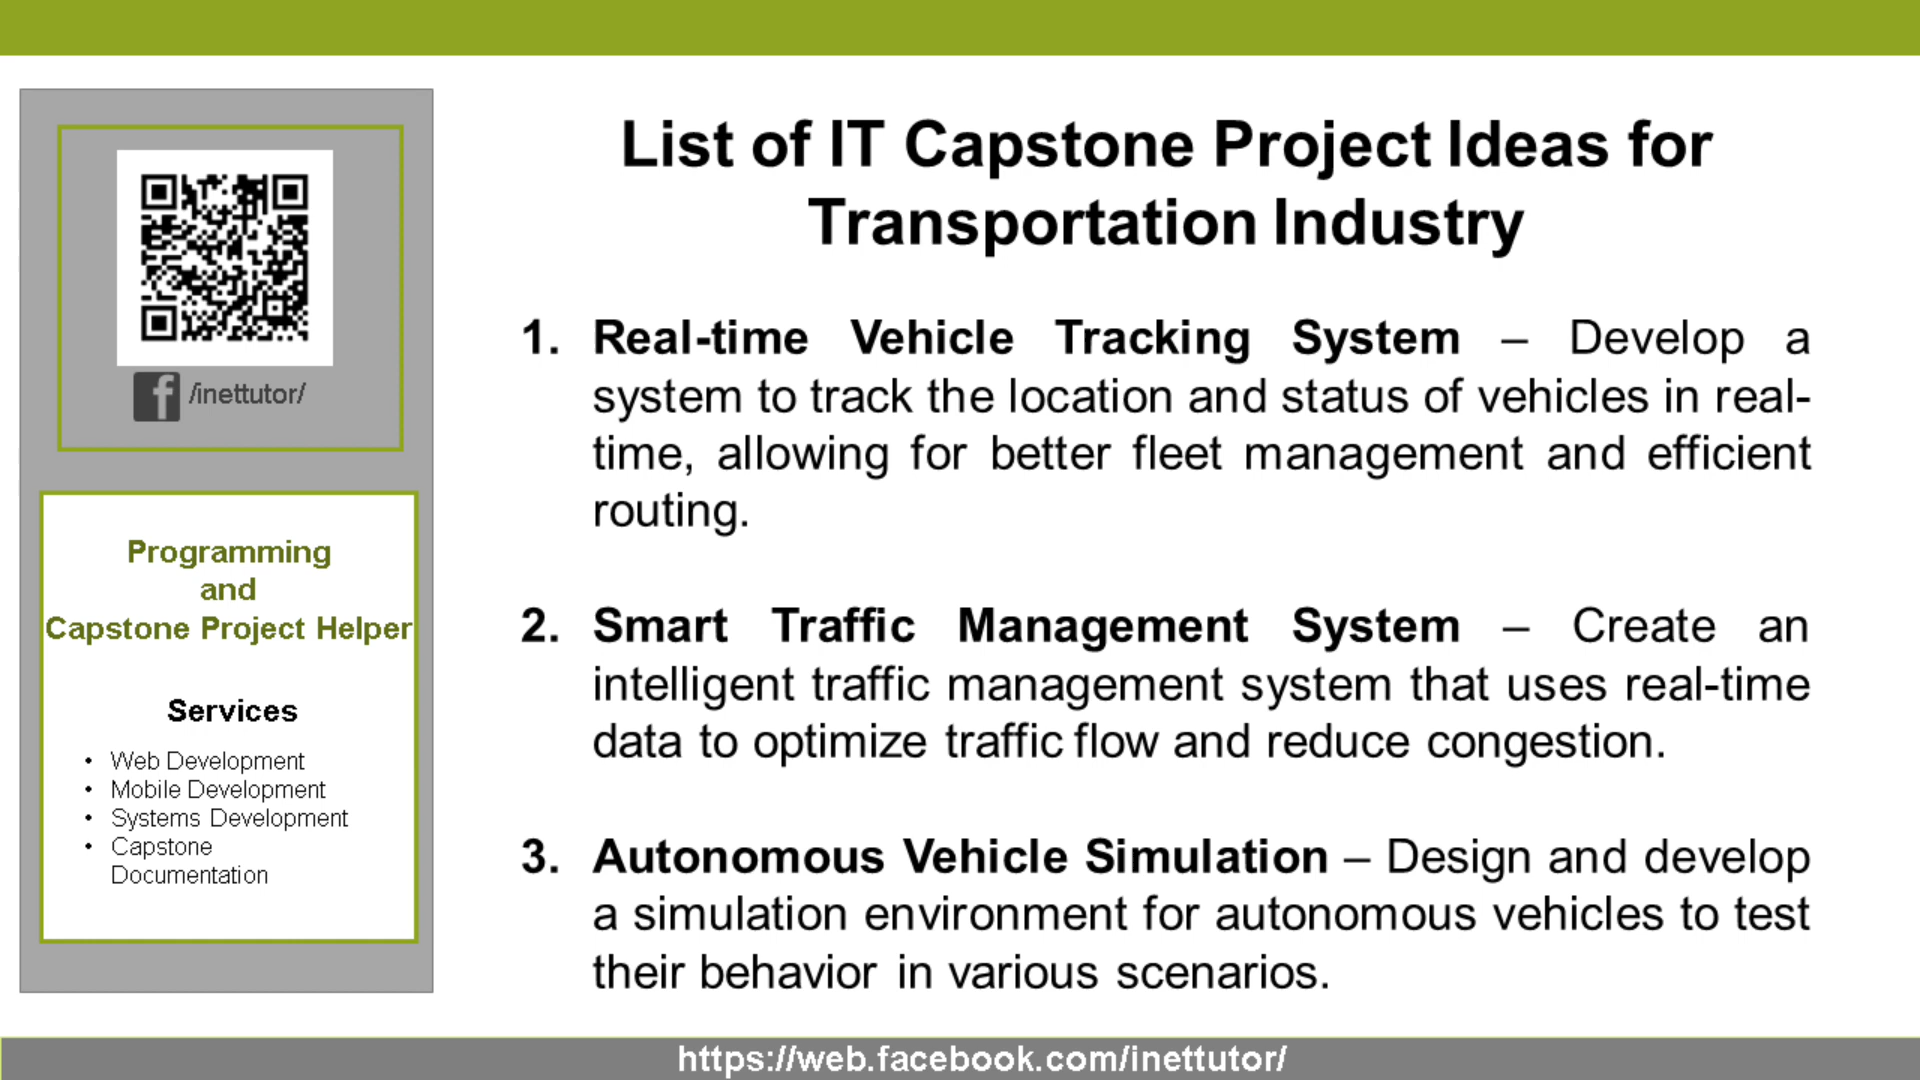 /inettutor/
Programming
and
Capstone Project Helper
Services
• Web Development
• Mobile Development
• Systems Development
• Capstone
Documentation
List of IT Capstone Project Ideas for
Transportation Industry
1. Real-time Vehicle Tracking System – Develop a
system to track the location and status of vehicles in real-
time, allowing for better fleet management and efficient
routing.
2. Smart Traffic Management System – Create an
intelligent traffic management system that uses real-time
data to optimize traffic flow and reduce congestion.
3. Autonomous Vehicle Simulation – Design and develop
a simulation environment for autonomous vehicles to test
their behavior in various scenarios.
https://web.facebook.com/inettutor/